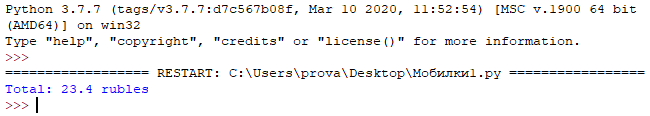 Python 3.7.7 (tags/v3.7.7:d7c567b08f, Mar 10 2020, 11:52:54) [MSC v.1900 64 bit
(AMD64)] on win32
Type "help", "copyright", "credits" or "license()" for more information.
>>>
================== RESTART: C:\Users\prova\Desktop\Мобилки1.py =================
Total: 23.4 rubles
>>>